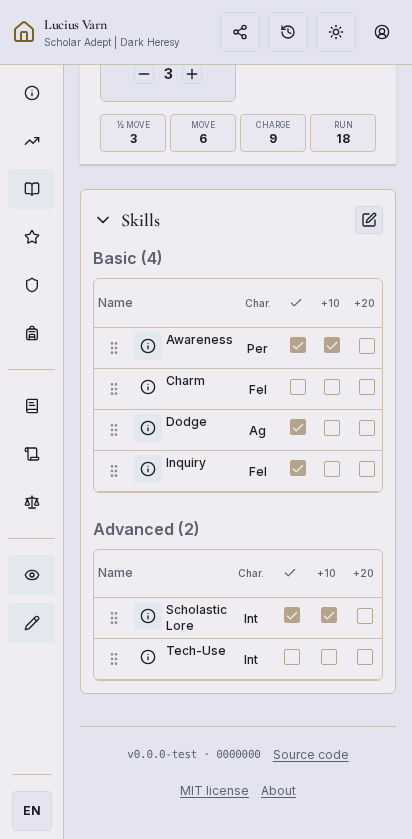 Lucius Varn
Scholar Adept | Dark Heresy
3
½ MOVE MOVE CHARGE RUN
3 6 9 18
Skills
Basic (4)
Name Char. +10 +20
Awareness Per
Charm Fel
Dodge Ag
Inquiry Fel
Advanced (2)
Name Char. +10 +20
Scholastic
Lore Int
Tech-Use Int
v0.0.0-test · 0000000 Source code
MIT license About
EN